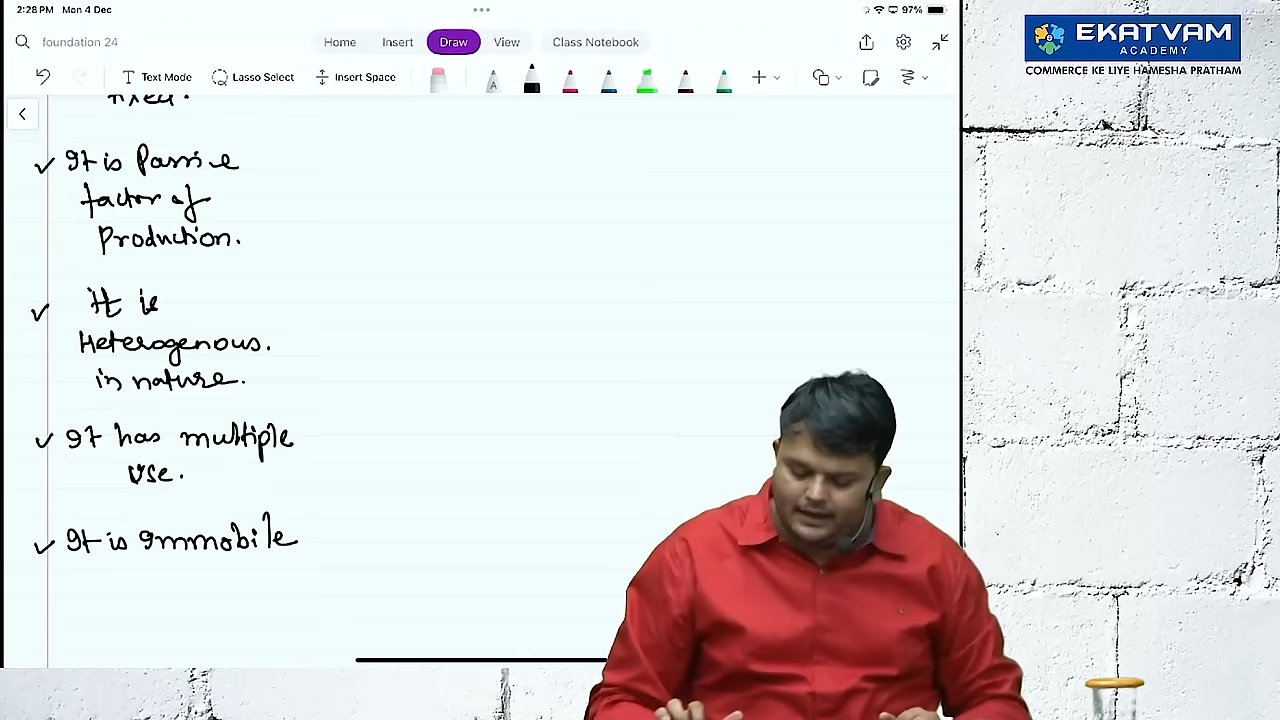 2:28 PM Mon 4 Dec
97%
foundation 24
Home Insert Draw View Class Notebook
Text Mode Lasso Select Insert Space
EKATVAM
ACADEMY
COMMERCE KE LIYE HAMESHA PRATHAM
fixed.
It is Passive
factor of
Production.
it is
Heterogenous.
in nature.
It has multiple
use.
It is immobile